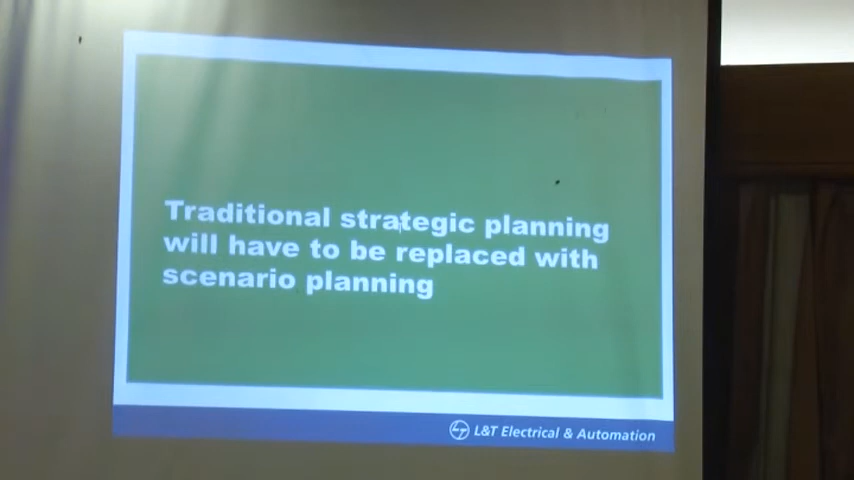 Traditional strategic planning
will have to be replaced with
scenario planning
L&T Electrical & Automation